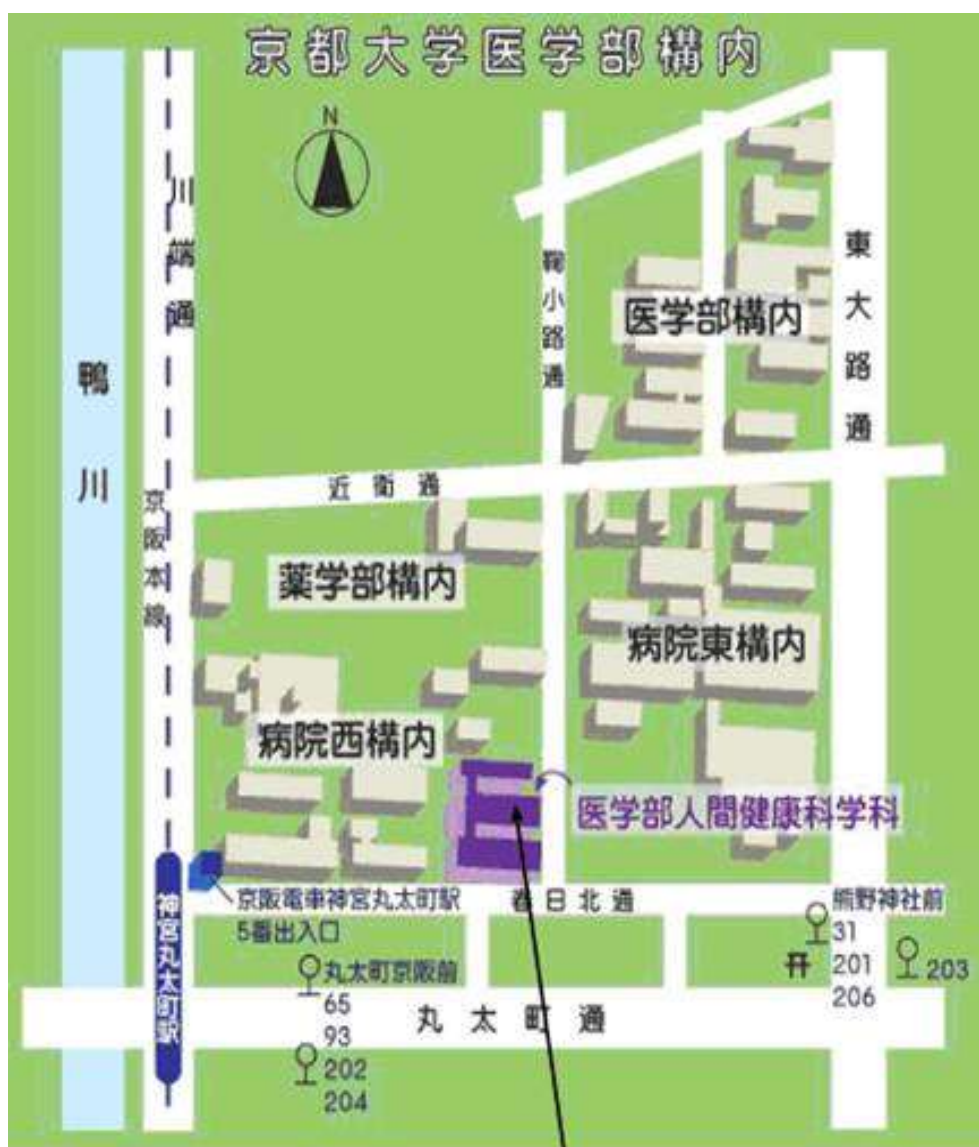 京都大学医学部構内
N
川端通
鞠小路通
東大路通
医学部構内
鴨川
近衛通
京阪本線
薬学部構内
病院東構内
病院西構内
医学部人間健康科学科
京阪電車神宮丸太町駅
5番出入口
春日北通
熊野神社前
31
201
206
203
神宮丸太町駅
丸太町京阪前
65
93
202
204
丸太町通